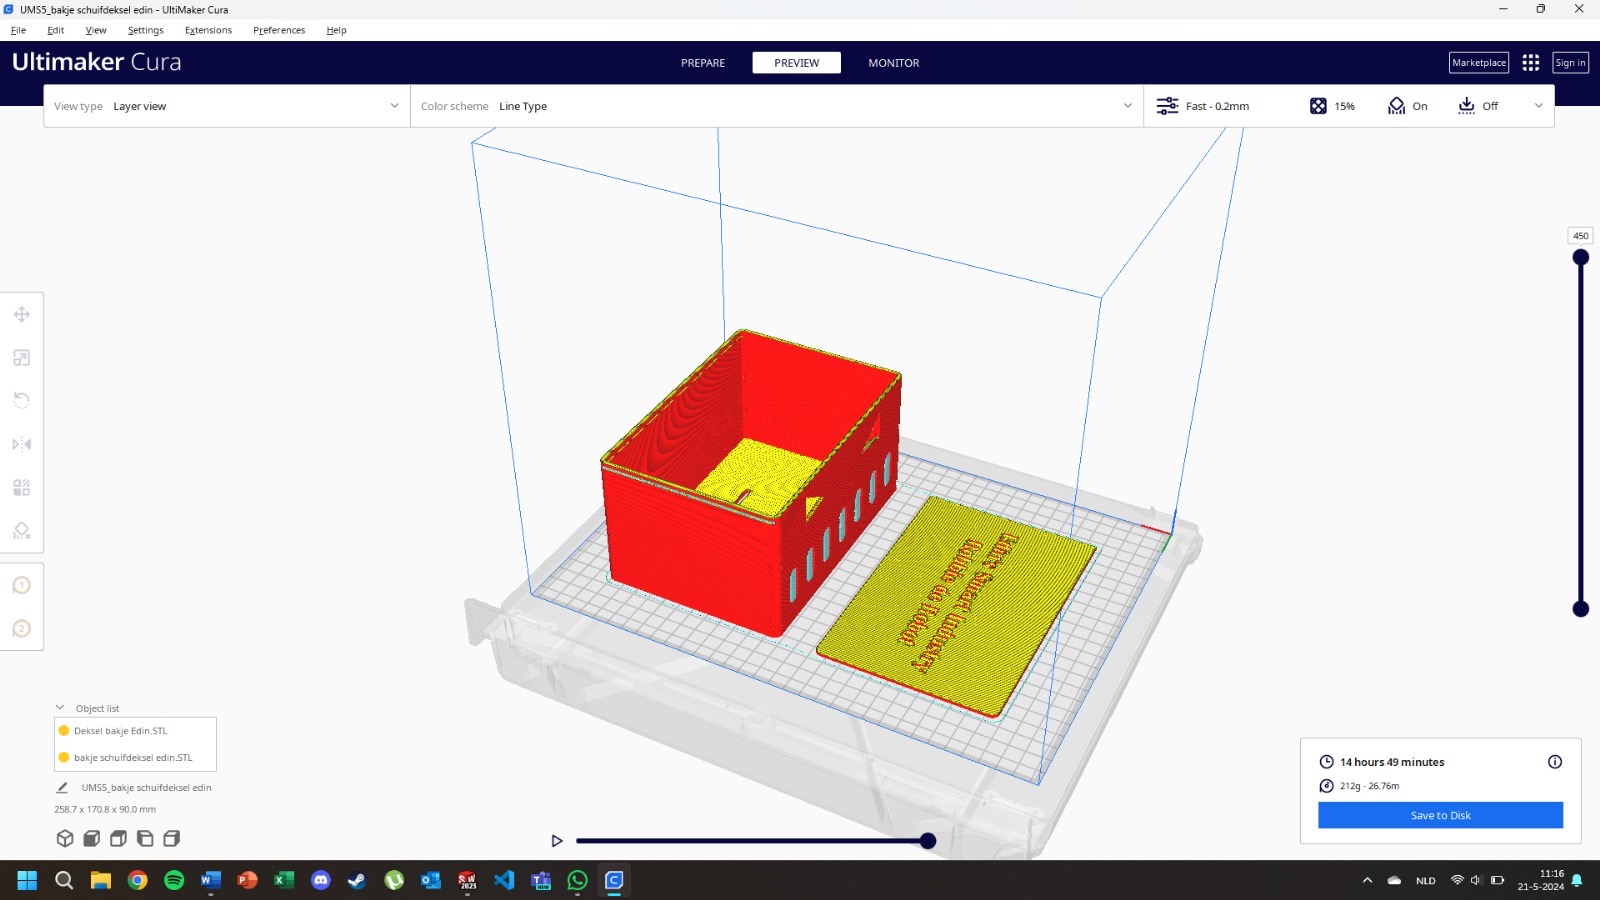 UMS5_bakje schuifdeksel edin - UltiMaker Cura
File Edit View Settings Extensions Preferences Help
Ultimaker Cura
PREPARE PREVIEW MONITOR
Marketplace Sign in
View type Layer view
Color scheme Line Type
Fast - 0.2mm 15% On Off
450
1
2
Object list
Deksel bakje Edin.STL
bakje schuifdeksel edin.STL
UMS5_bakje schuifdeksel edin
258.7 x 170.8 x 90.0 mm
14 hours 49 minutes
212g · 26.76m
Save to Disk
NLD
11:16
21-5-2024